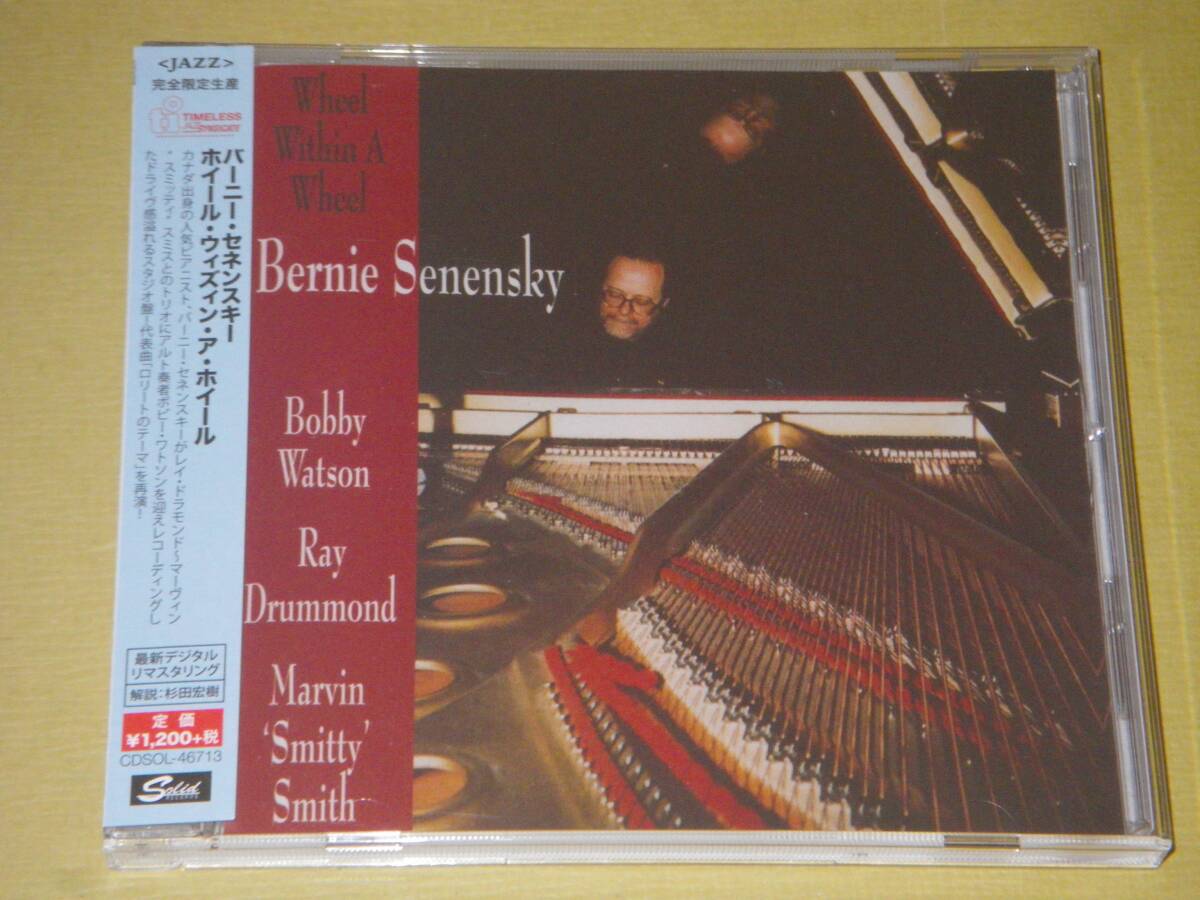 <JAZZ>
完全限定生産
TIMELESS
JAZZ SYNDICATE
バーニー・セネンスキー
ホイール・ウィズィン・ア・ホイール
カナダ出身の人気ピアニスト、バーニー・セネンスキーがレイ・ドラモンド～マーヴィン
"スミッティ"スミスとのトリオにアルト奏者ボビー・ワトソンを迎えレコーディングし
たドライヴ感溢れるスタジオ盤!代表曲「ロリートのテーマ」を再演!
最新デジタル
リマスタリング
解説:杉田宏樹
定価
¥1,200+税
CDSOL-46713
Solid
RECORDS
Wheel
Within A
Wheel
Bernie Senensky
Bobby
Watson
Ray
Drummond
Marvin
‘Smitty’
Smith